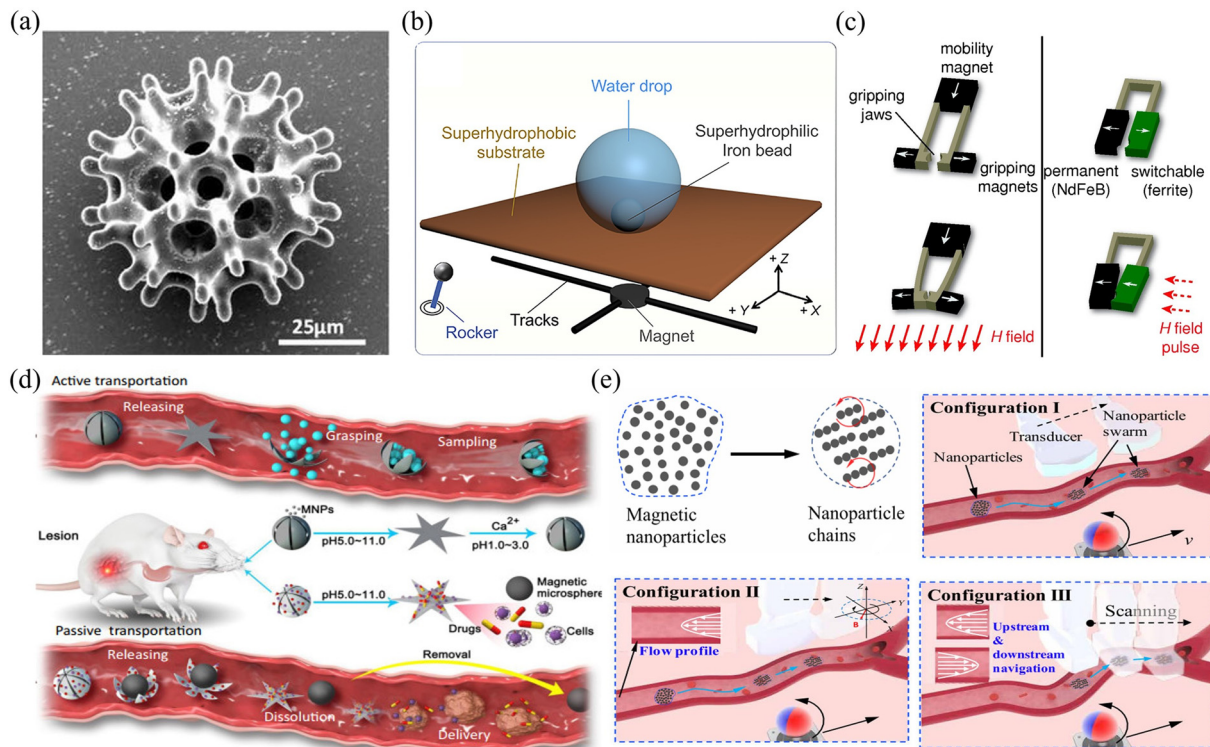 (a)
25μm
(b)
Water drop
Superhydrophobic
substrate
Superhydrophilic
Iron bead
Tracks
Rocker
Magnet
+ Z
+ Y
+ X
(c)
mobility
magnet
gripping
jaws
gripping
magnets
H field
permanent
(NdFeB)
switchable
(ferrite)
H field
pulse
(d)
Active transportation
Releasing
Grasping
Sampling
Lesion
MNPs
pH5.0~11.0
Ca²⁺
pH1.0~3.0
pH5.0~11.0
Magnetic
microsphere
Drugs
Cells
Passive transportation
Releasing
Removal
Dissolution
Delivery
(e)
Magnetic
nanoparticles
Nanoparticle
chains
Configuration I
Transducer
Nanoparticle
swarm
Nanoparticles
v
Configuration II
Flow profile
Z
Y
X
B
Configuration III
Scanning
Upstream
&
downstream
navigation